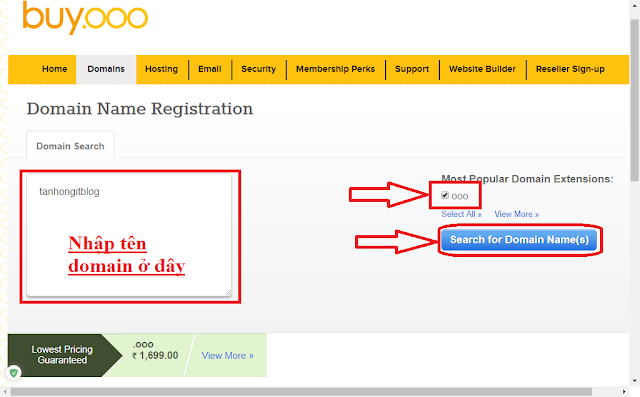 buy.ooo
Home Domains Hosting Email Security Membership Perks Support Website Builder Reseller Sign-up
Domain Name Registration
Domain Search
tanhongitblog
Nhập tên
domain ở đây
Most Popular Domain Extensions:
ooo
Select All » View More »
Search for Domain Name(s)
Lowest Pricing
Guaranteed
.ooo
₹ 1,699.00
View More »